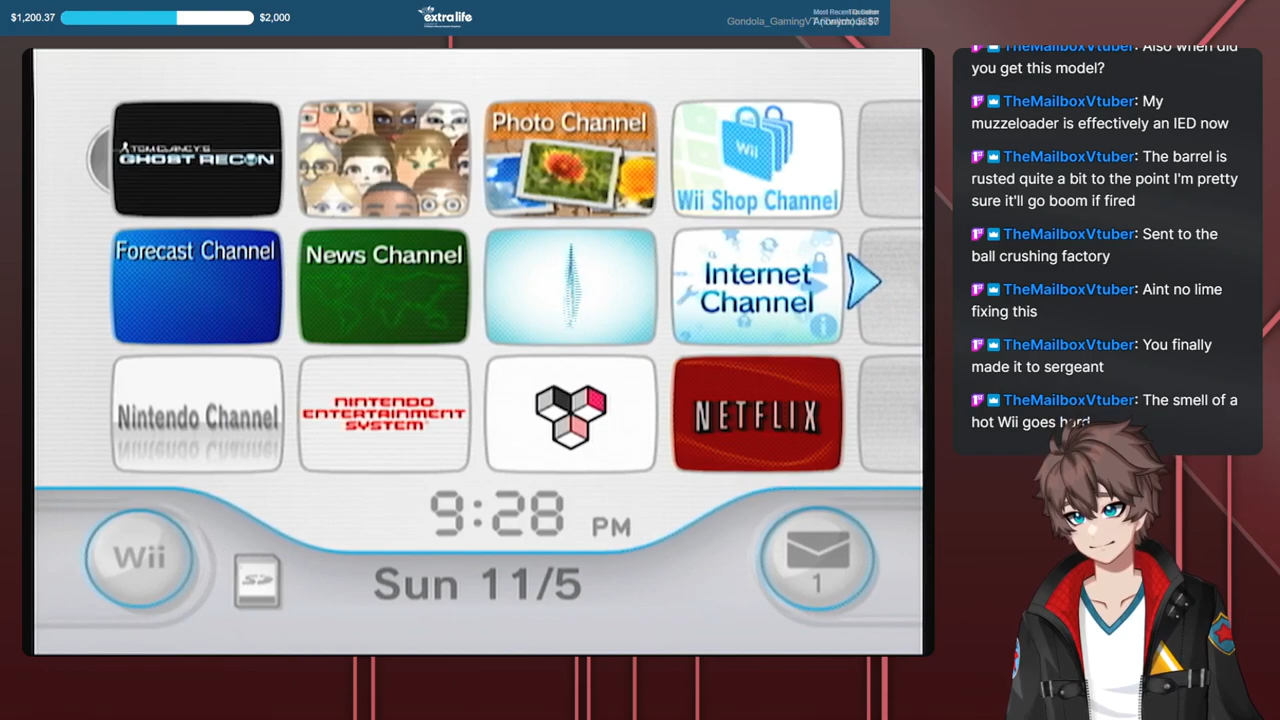 $1,200.37
$2,000
extralife
Anonymous $7
TOM CLANCY'S
GHOST RECON
Photo Channel
Wii
Wii Shop Channel
Forecast Channel
News Channel
Internet
Channel
Nintendo Channel
NINTENDO
ENTERTAINMENT
SYSTEM
NETFLIX
9:28 PM
Wii
SD
Sun 11/5
1
TheMailboxVtuber: Also when did
you get this model?
TheMailboxVtuber: My
muzzeloader is effectively an IED now
TheMailboxVtuber: The barrel is
rusted quite a bit to the point I'm pretty
sure it'll go boom if fired
TheMailboxVtuber: Sent to the
ball crushing factory
TheMailboxVtuber: Aint no lime
fixing this
TheMailboxVtuber: You finally
made it to sergeant
TheMailboxVtuber: The smell of a
hot Wii goes hard